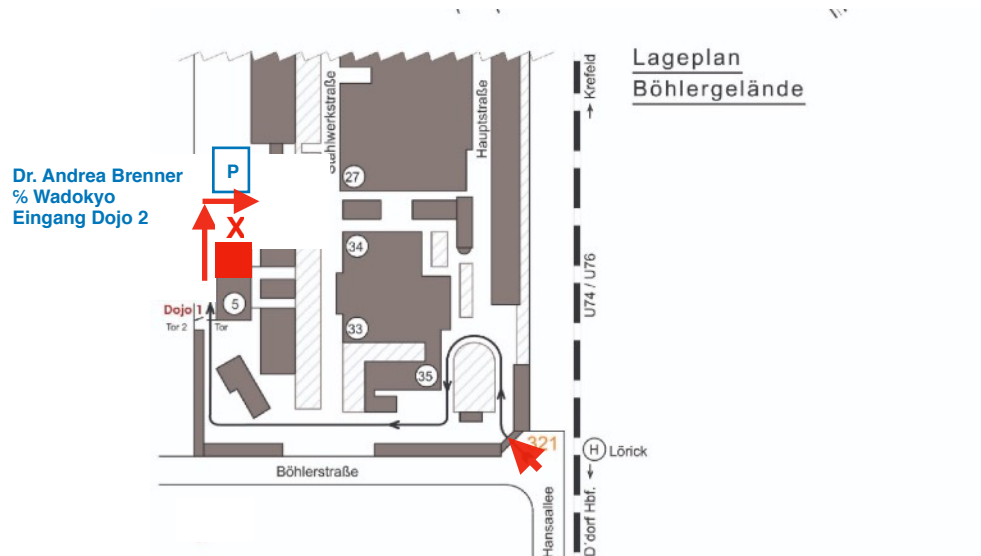 Lageplan
Böhlergelände
Krefeld
Stahlwerkstraße
Hauptstraße
27
P
Dr. Andrea Brenner
℅ Wadokyo
Eingang Dojo 2
X
34
U74 / U76
5
Dojo 1
Tor 2
Tor
33
35
321
H Lörick
Böhlerstraße
Hansaallee
D´dorf Hbf.